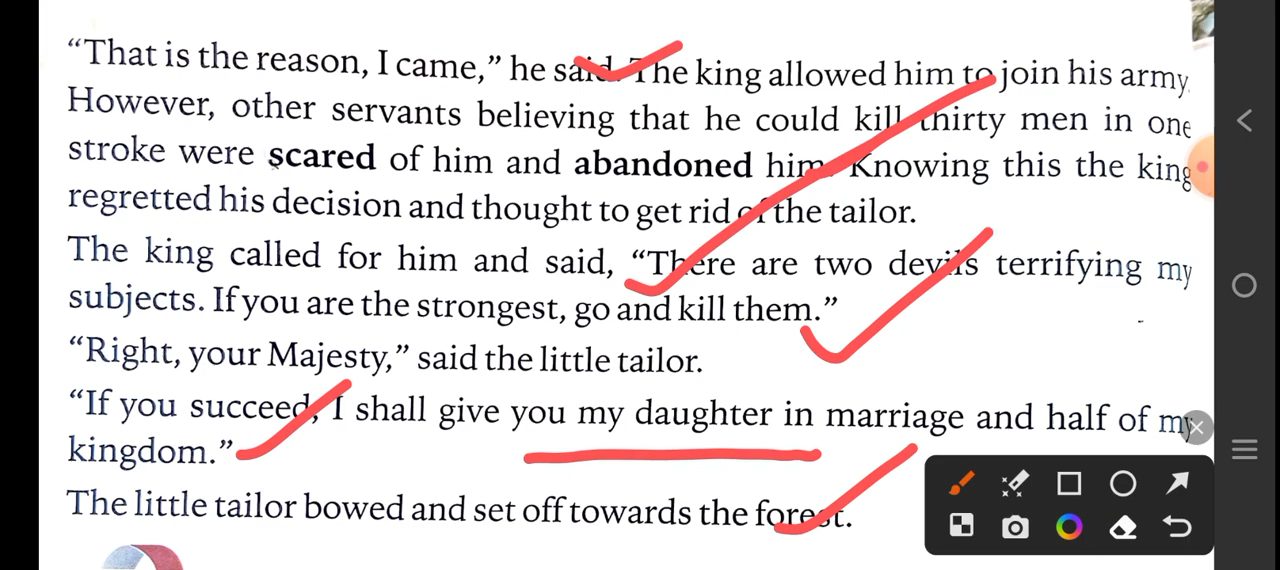 “That is the reason, I came,” he said. The king allowed him to join his army.
However, other servants believing that he could kill thirty men in one
stroke were scared of him and abandoned him. Knowing this the king
regretted his decision and thought to get rid of the tailor.
The king called for him and said, “There are two devils terrifying my
subjects. If you are the strongest, go and kill them.”
“Right, your Majesty,” said the little tailor.
“If you succeed, I shall give you my daughter in marriage and half of my
kingdom.”
The little tailor bowed and set off towards the forest.